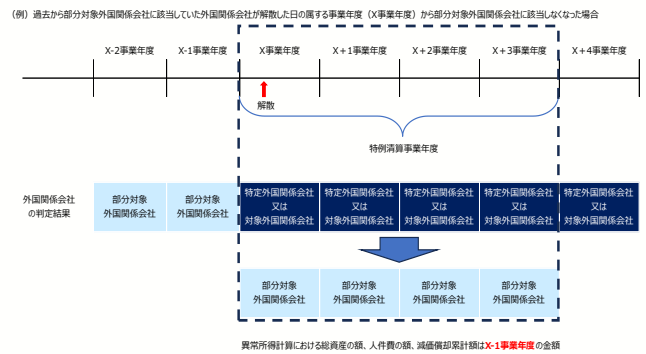 （例）過去から部分対象外国関係会社に該当していた外国関係会社が解散した日の属する事業年度（X事業年度）から部分対象外国関係会社に該当しなくなった場合
X-2事業年度 X-1事業年度 X事業年度 X＋1事業年度 X＋2事業年度 X＋3事業年度 X＋4事業年度
解散
特例清算事業年度
外国関係会社
の判定結果
部分対象
外国関係会社
部分対象
外国関係会社
特定外国関係会社
又は
対象外国関係会社
特定外国関係会社
又は
対象外国関係会社
特定外国関係会社
又は
対象外国関係会社
特定外国関係会社
又は
対象外国関係会社
特定外国関係会社
又は
対象外国関係会社
部分対象
外国関係会社
部分対象
外国関係会社
部分対象
外国関係会社
部分対象
外国関係会社
異常所得計算における総資産の額、人件費の額、減価償却累計額はX-1事業年度の金額